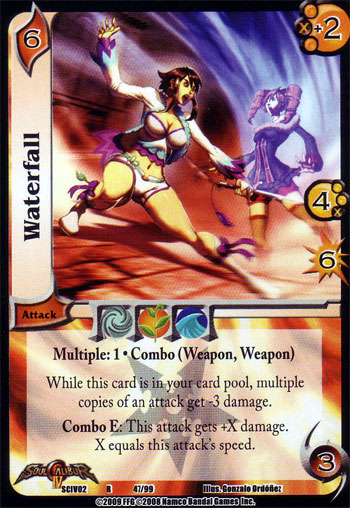 6
X +2
Waterfall
4
6
Attack
Multiple: 1 • Combo (Weapon, Weapon)
While this card is in your card pool, multiple
copies of an attack get -3 damage.
Combo E: This attack gets +X damage.
X equals this attack's speed.
SoulCalibur
IV
3
SCIV02 R 47/99 Illus. Gonzalo Ordóñez
©2009 FFG ©2008 Namco Bandai Games Inc.